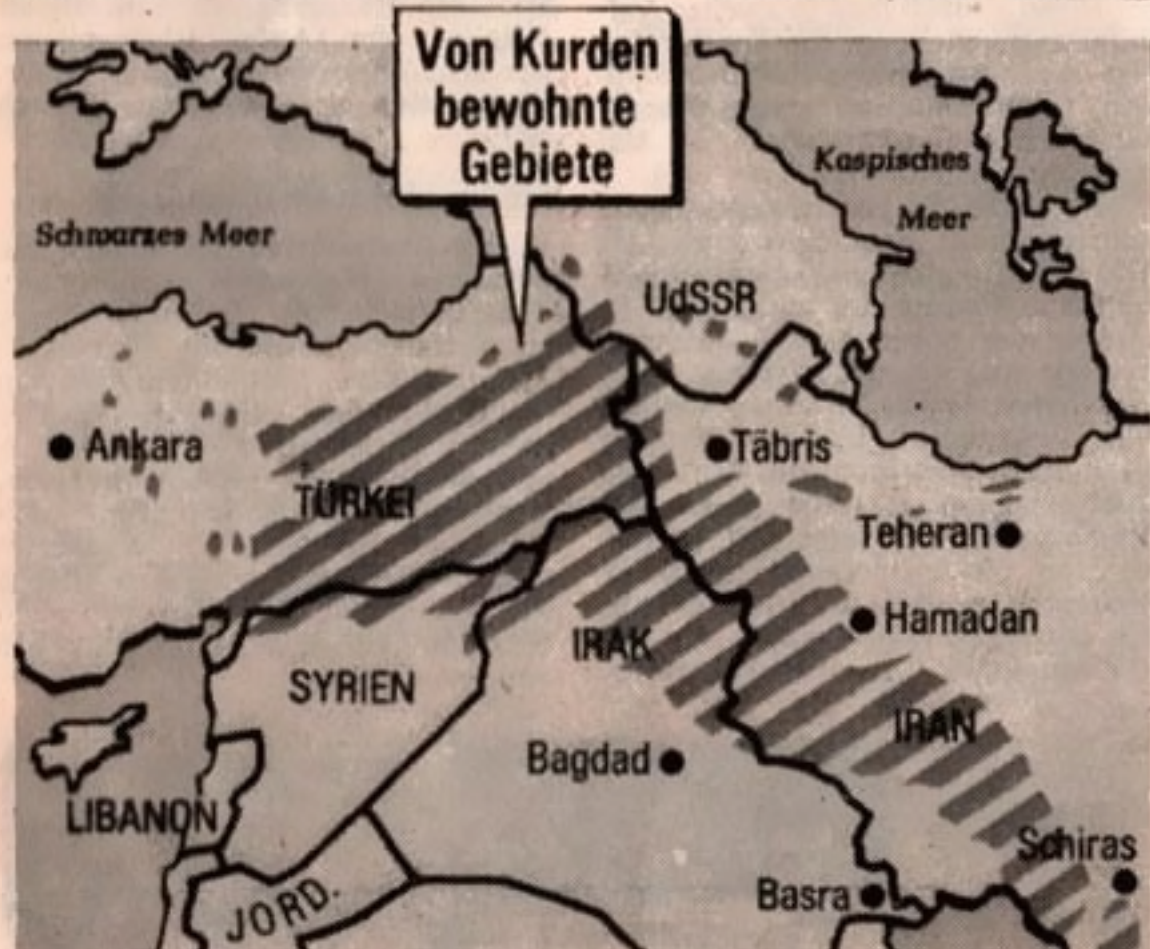 Von Kurden
bewohnte
Gebiete
Kaspisches
Meer
Schwarzes Meer
UdSSR
Ankara
Täbris
TÜRKEI
Teheran
Hamadan
IRAK
SYRIEN
IRAN
Bagdad
LIBANON
Schiras
Basra
JORD.